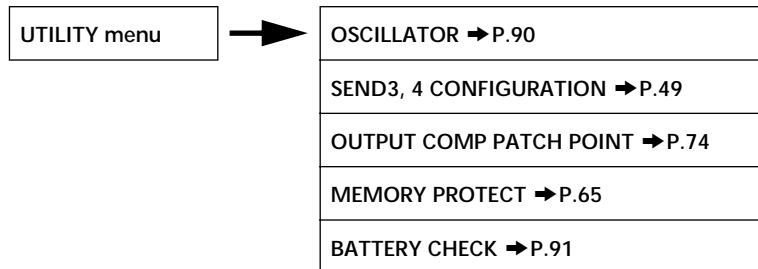 UTILITY menu
OSCILLATOR ➔P.90
SEND3, 4 CONFIGURATION ➔P.49
OUTPUT COMP PATCH POINT ➔P.74
MEMORY PROTECT ➔P.65
BATTERY CHECK ➔P.91